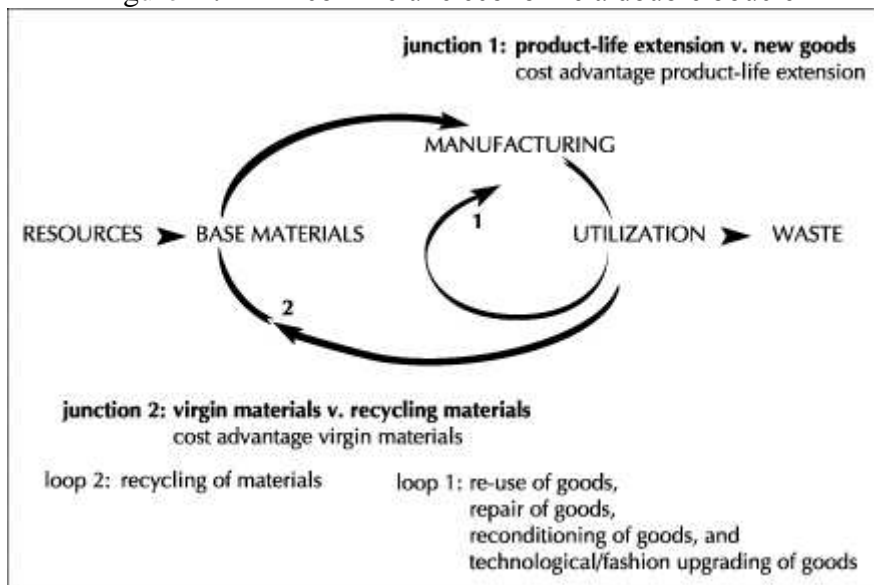 junction 1: product-life extension v. new goods
cost advantage product-life extension
MANUFACTURING
1
RESOURCES
BASE MATERIALS
UTILIZATION
WASTE
2
junction 2: virgin materials v. recycling materials
cost advantage virgin materials
loop 2: recycling of materials
loop 1: re-use of goods,
repair of goods,
reconditioning of goods, and
technological/fashion upgrading of goods